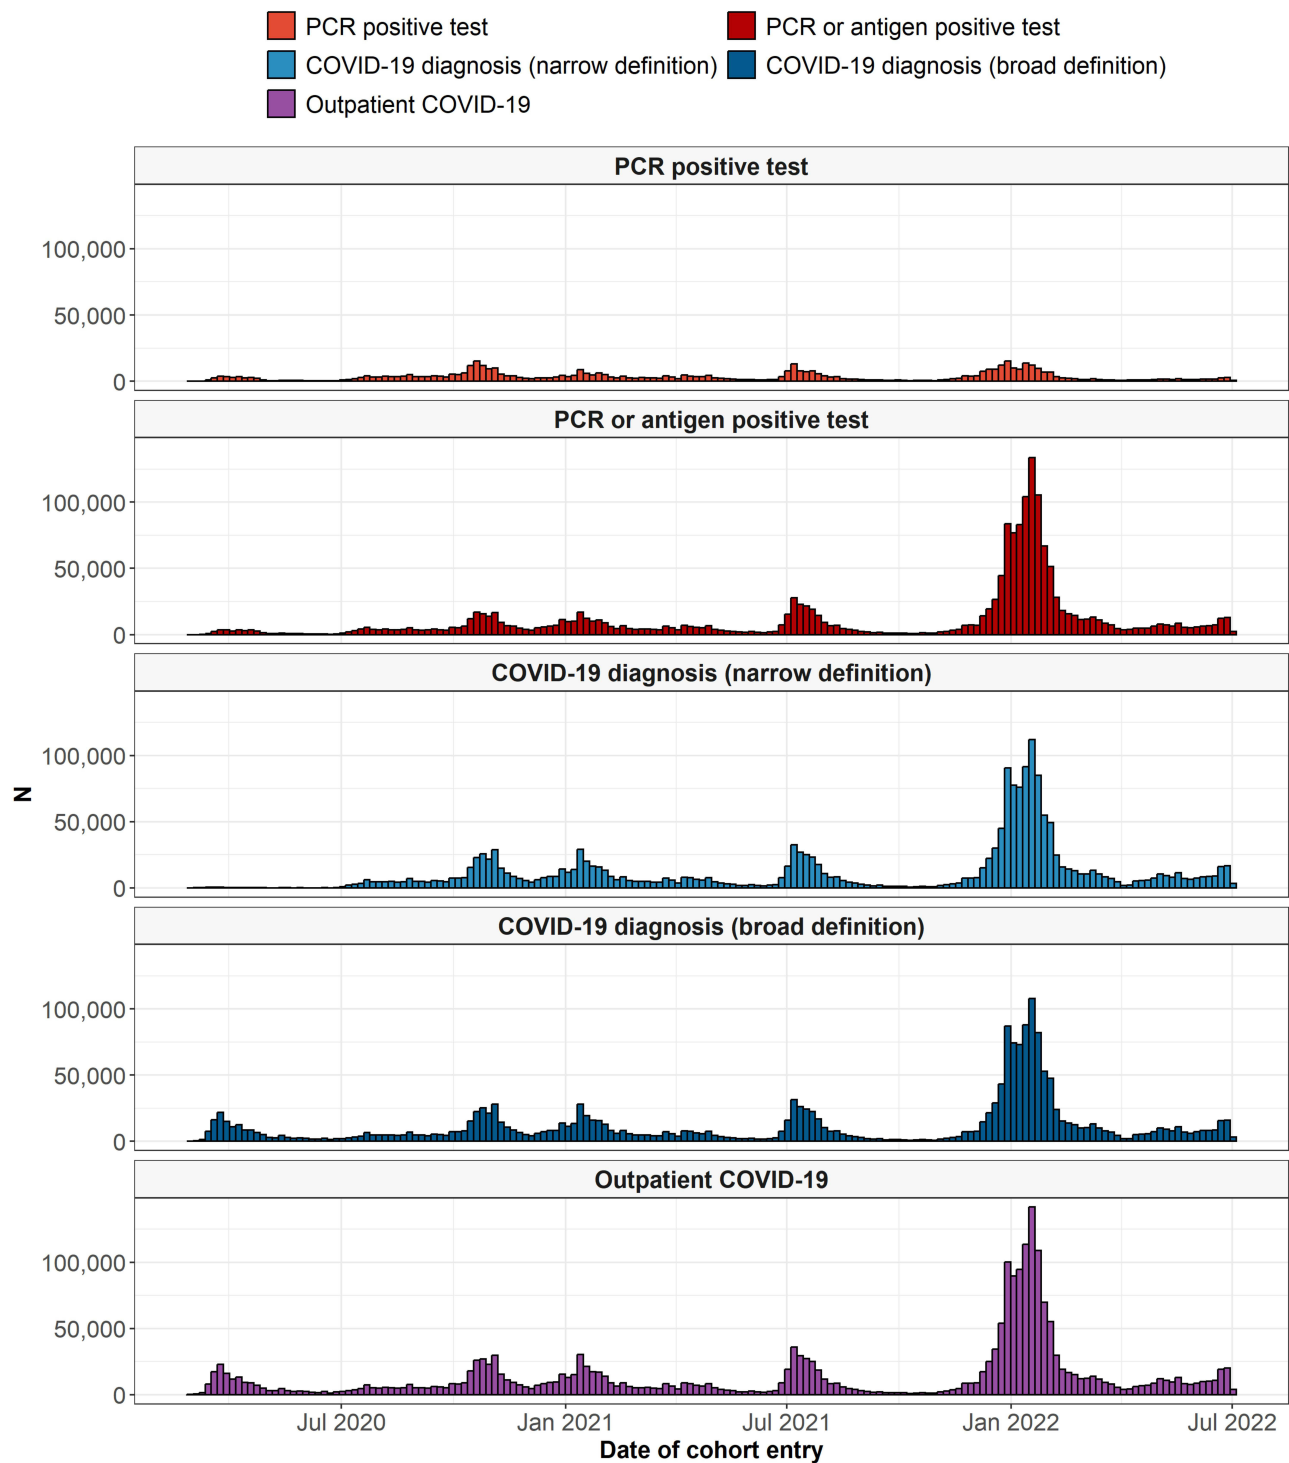 PCR positive test
PCR or antigen positive test
COVID-19 diagnosis (narrow definition)
COVID-19 diagnosis (broad definition)
Outpatient COVID-19
PCR positive test
100,000
50,000
0
PCR or antigen positive test
100,000
50,000
0
COVID-19 diagnosis (narrow definition)
100,000
50,000
0
N
COVID-19 diagnosis (broad definition)
100,000
50,000
0
Outpatient COVID-19
100,000
50,000
0
Jul 2020
Jan 2021
Jul 2021
Jan 2022
Jul 2022
Date of cohort entry